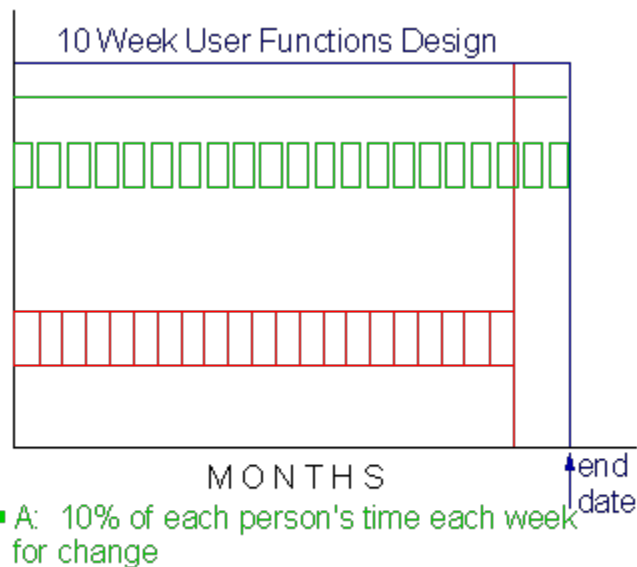 10 Week User Functions Design
MONTHS
end
date
A: 10% of each person's time each week
for change